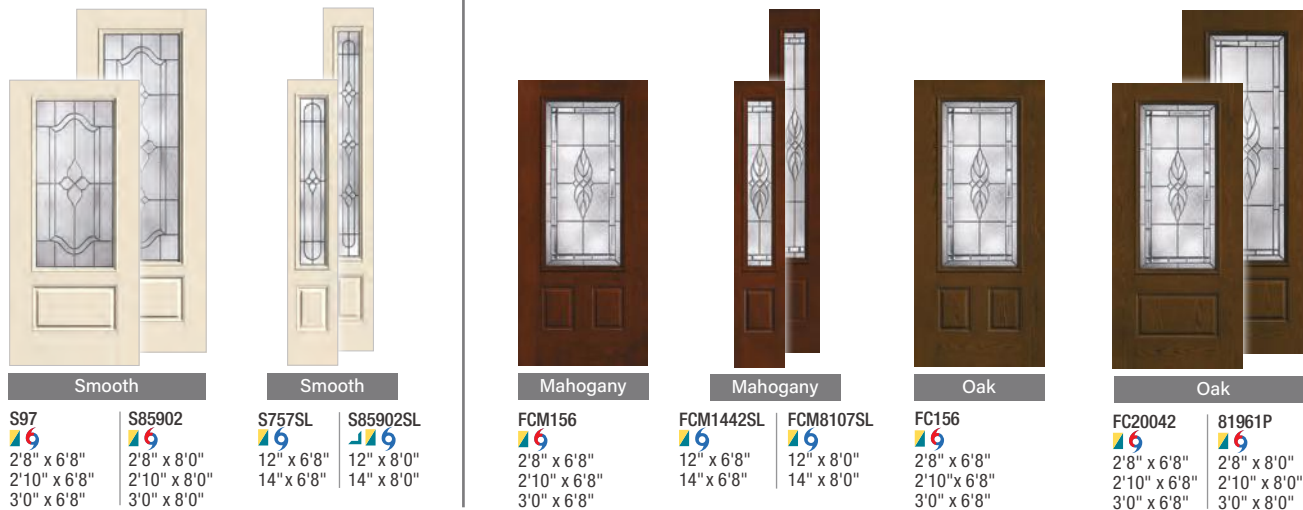 Smooth
S97
2'8" x 6'8"
2'10" x 6'8"
3'0" x 6'8"
S85902
2'8" x 8'0"
2'10" x 8'0"
3'0" x 8'0"
Smooth
S757SL
12" x 6'8"
14"x 6'8"
S85902SL
12" x 8'0"
14" x 8'0"
Mahogany
FCM156
2'8" x 6'8"
2'10" x 6'8"
3'0" x 6'8"
Mahogany
FCM1442SL
12" x 6'8"
14"x 6'8"
FCM8107SL
12" x 8'0"
14" x 8'0"
Oak
FC156
2'8" x 6'8"
2'10"x 6'8"
3'0" x 6'8"
Oak
FC20042
2'8" x 6'8"
2'10" x 6'8"
3'0" x 6'8"
81961P
2'8" x 8'0"
2'10" x 8'0"
3'0" x 8'0"